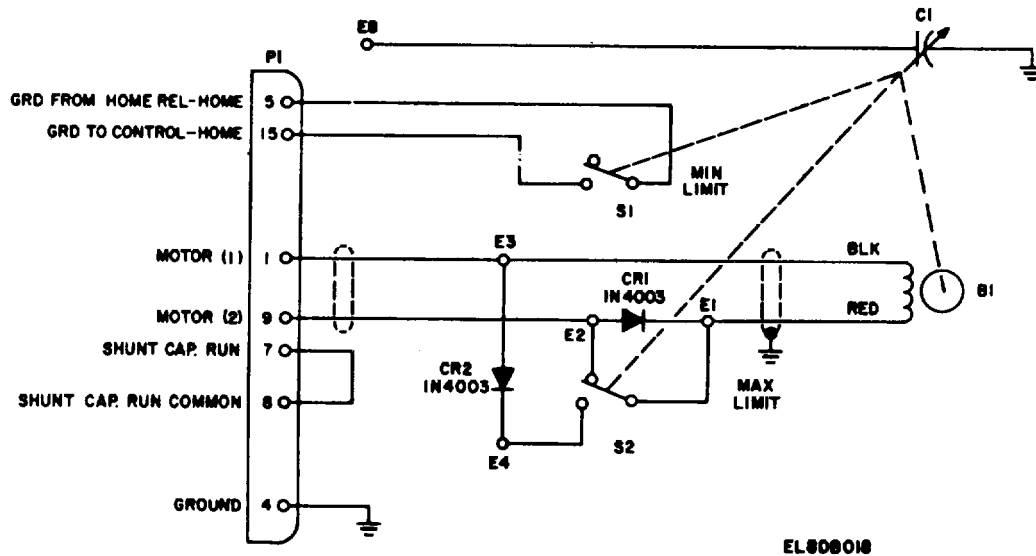 E8
C1
P1
GRD FROM HOME REL-HOME 5
GRD TO CONTROL-HOME 15
MIN
LIMIT
S1
MOTOR (1) 1
E3
BLK
CR1
1N4003
E1
B1
MOTOR (2) 9
E2
RED
SHUNT CAP. RUN 7
CR2
1N4003
MAX
LIMIT
SHUNT CAP. RUN COMMON 8
E4
S2
GROUND 4
EL8DB018